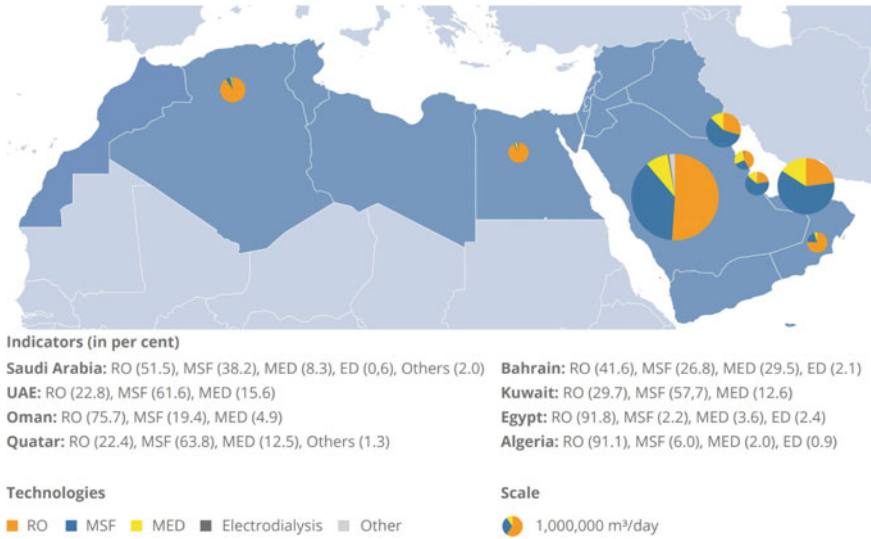 Indicators (in per cent)
Saudi Arabia: RO (51.5), MSF (38.2), MED (8.3), ED (0,6), Others (2.0)
UAE: RO (22.8), MSF (61.6), MED (15.6)
Oman: RO (75.7), MSF (19.4), MED (4.9)
Quatar: RO (22.4), MSF (63.8), MED (12.5), Others (1.3)
Bahrain: RO (41.6), MSF (26.8), MED (29.5), ED (2.1)
Kuwait: RO (29.7), MSF (57,7), MED (12.6)
Egypt: RO (91.8), MSF (2.2), MED (3.6), ED (2.4)
Algeria: RO (91.1), MSF (6.0), MED (2.0), ED (0.9)
Technologies
RO MSF MED Electrodialysis Other
Scale
1,000,000 m³/day